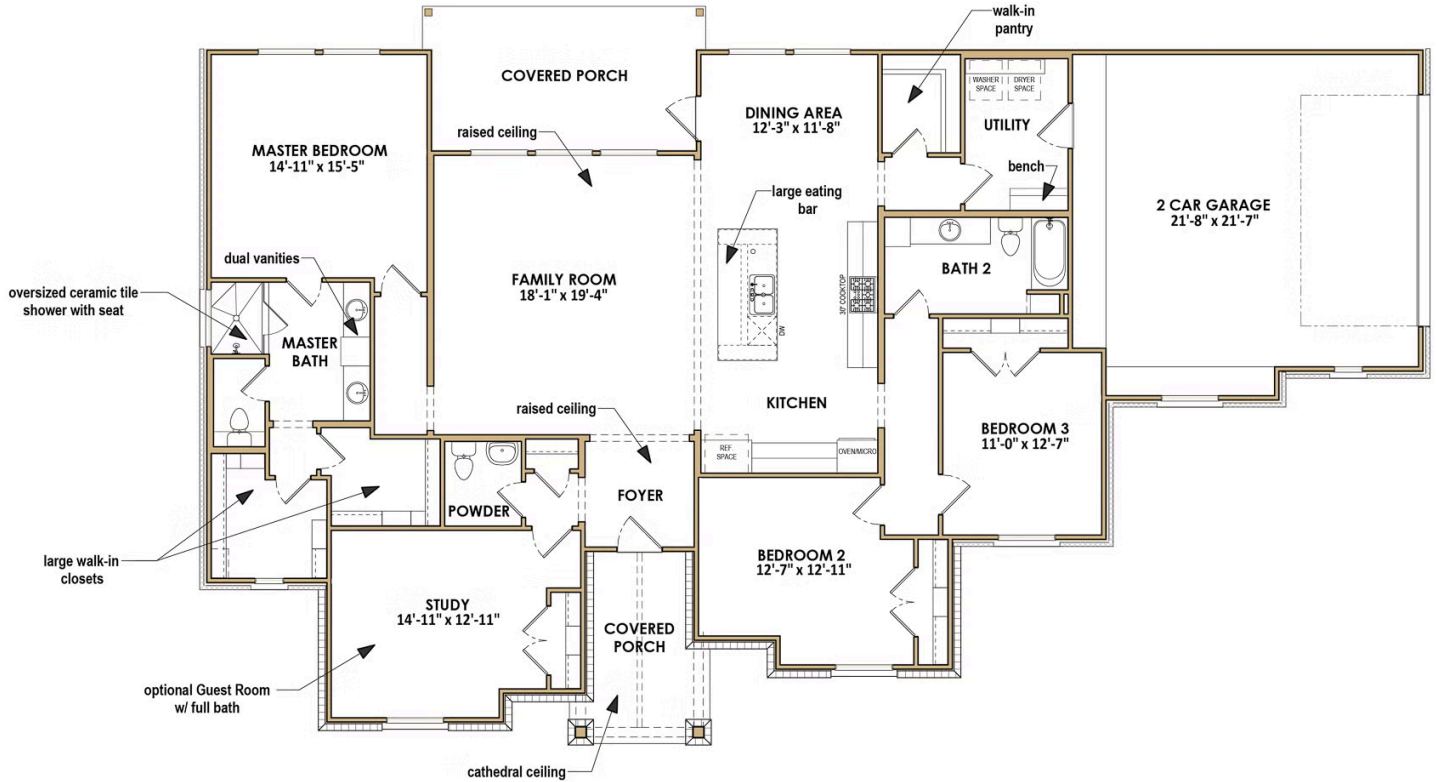 walk-in
pantry
COVERED PORCH
raised ceiling
MASTER BEDROOM
14'-11" x 15'-5"
DINING AREA
12'-3" x 11'-8"
WASHER
SPACE
DRYER
SPACE
UTILITY
bench
large eating
bar
2 CAR GARAGE
21'-8" x 21'-7"
dual vanities
oversized ceramic tile
shower with seat
MASTER
BATH
FAMILY ROOM
18'-1" x 19'-4"
30" COOKTOP
DW
BATH 2
raised ceiling
KITCHEN
BEDROOM 3
11'-0" x 12'-7"
REF.
SPACE
OVEN/MICRO
POWDER
FOYER
large walk-in
closets
STUDY
14'-11" x 12'-11"
BEDROOM 2
12'-7" x 12'-11"
COVERED
PORCH
optional Guest Room
w/ full bath
cathedral ceiling